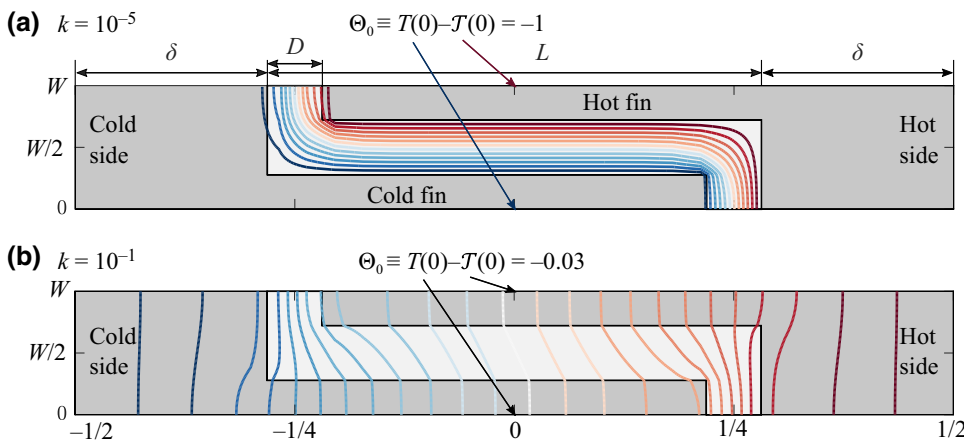 (a) k = 10⁻⁵
Θ₀ ≡ T(0)–𝒯(0) = –1
δ D L δ
W
Cold side
Hot fin
Hot side
W/2
Cold fin
0
(b) k = 10⁻¹
Θ₀ ≡ T(0)–𝒯(0) = –0.03
W
Cold side
Hot side
W/2
0
–1/2 –1/4 0 1/4 1/2